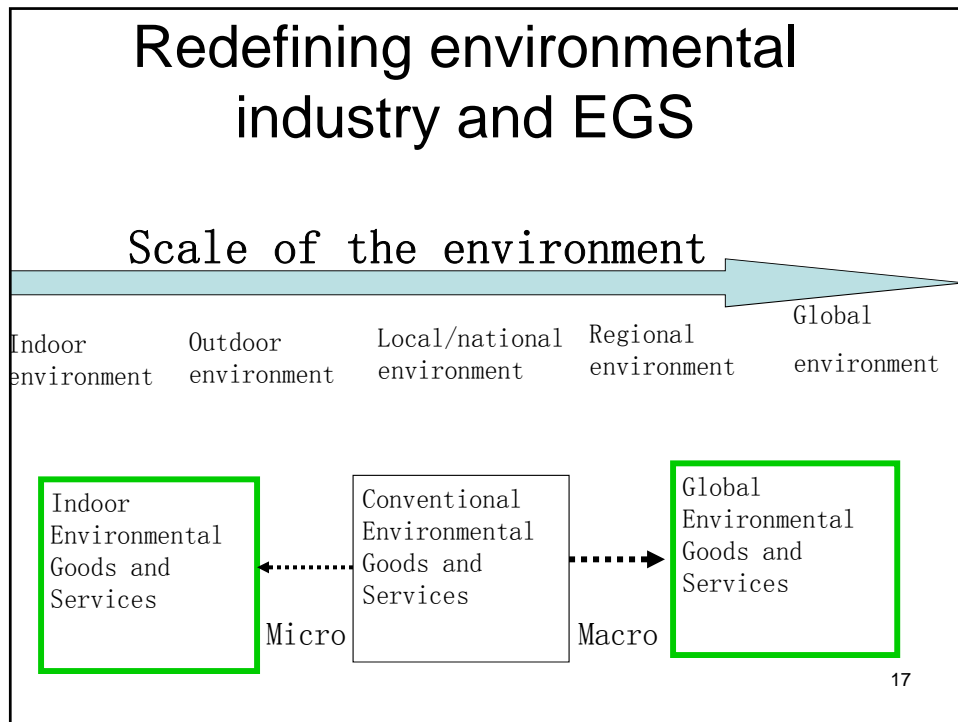 Redefining environmental
industry and EGS
Scale of the environment
Indoor
environment
Outdoor
environment
Local/national
environment
Regional
environment
Global
environment
Indoor
Environmental
Goods and
Services
Micro
Conventional
Environmental
Goods and
Services
Macro
Global
Environmental
Goods and
Services
17